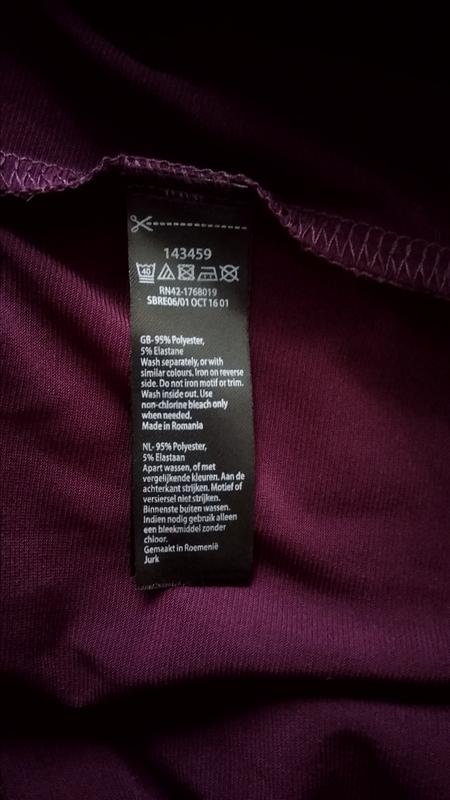 143459
40
RN42-1768019
SBRE06/01 OCT 16 01
GB- 95% Polyester,
5% Elastane
Wash separately, or with
similar colours. Iron on reverse
side. Do not iron motif or trim.
Wash inside out. Use
non-chlorine bleach only
when needed.
Made in Romania
NL- 95% Polyester,
5% Elastaan
Apart wassen, of met
vergelijkende kleuren. Aan de
achterkant strijken. Motief of
versiersel niet strijken.
Binnenste buiten wassen.
Indien nodig gebruik alleen
een bleekmiddel zonder
chloor.
Gemaakt in Roemenië
Jurk